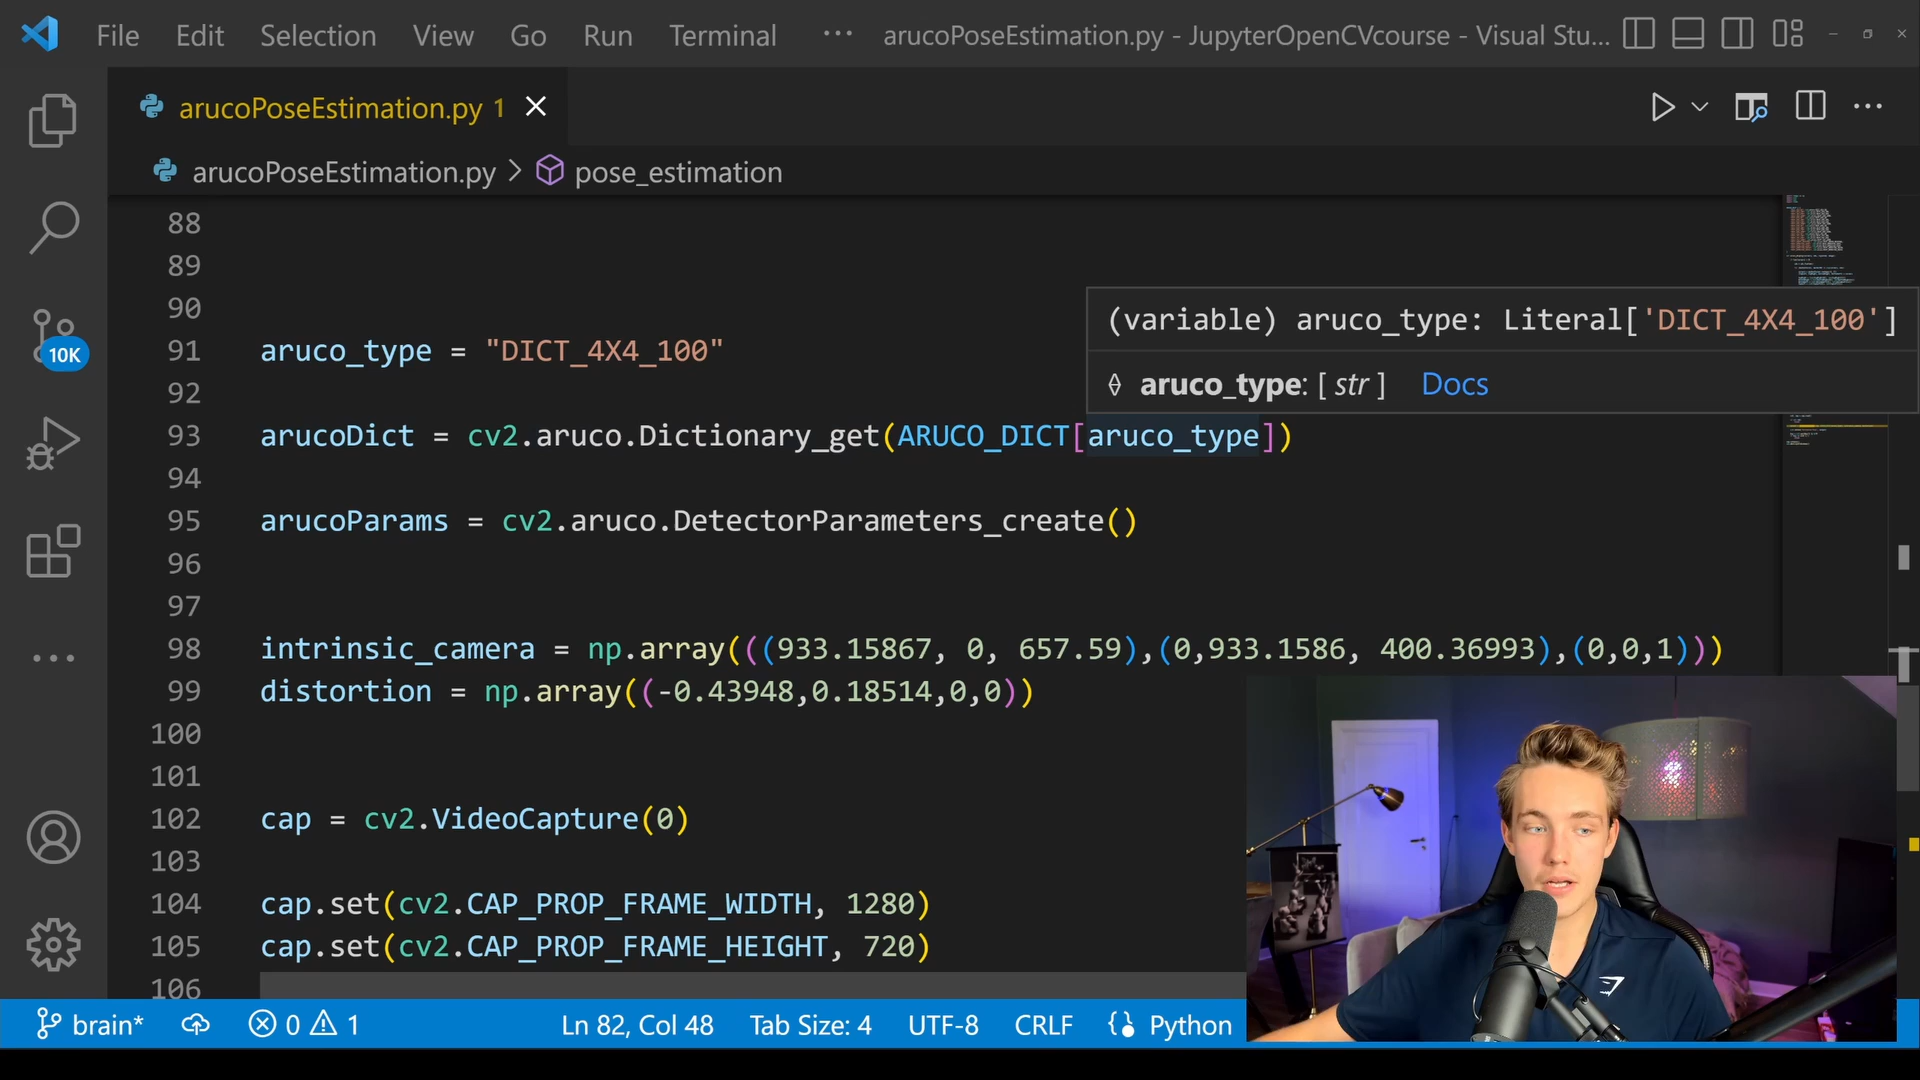 File Edit Selection View Go Run Terminal ··· arucoPoseEstimation.py - JupyterOpenCVcourse - Visual Stu...
arucoPoseEstimation.py 1
arucoPoseEstimation.py > pose_estimation
88
89
90
(variable) aruco_type: Literal['DICT_4X4_100']
91 aruco_type = "DICT_4X4_100"
aruco_type: [ str ] Docs
92
93 arucoDict = cv2.aruco.Dictionary_get(ARUCO_DICT[aruco_type])
94
95 arucoParams = cv2.aruco.DetectorParameters_create()
96
97
98 intrinsic_camera = np.array(((933.15867, 0, 657.59),(0,933.1586, 400.36993),(0,0,1)))
99 distortion = np.array((-0.43948,0.18514,0,0))
100
101
102 cap = cv2.VideoCapture(0)
103
104 cap.set(cv2.CAP_PROP_FRAME_WIDTH, 1280)
105 cap.set(cv2.CAP_PROP_FRAME_HEIGHT, 720)
106
10K
brain* 0 1 Ln 82, Col 48 Tab Size: 4 UTF-8 CRLF Python